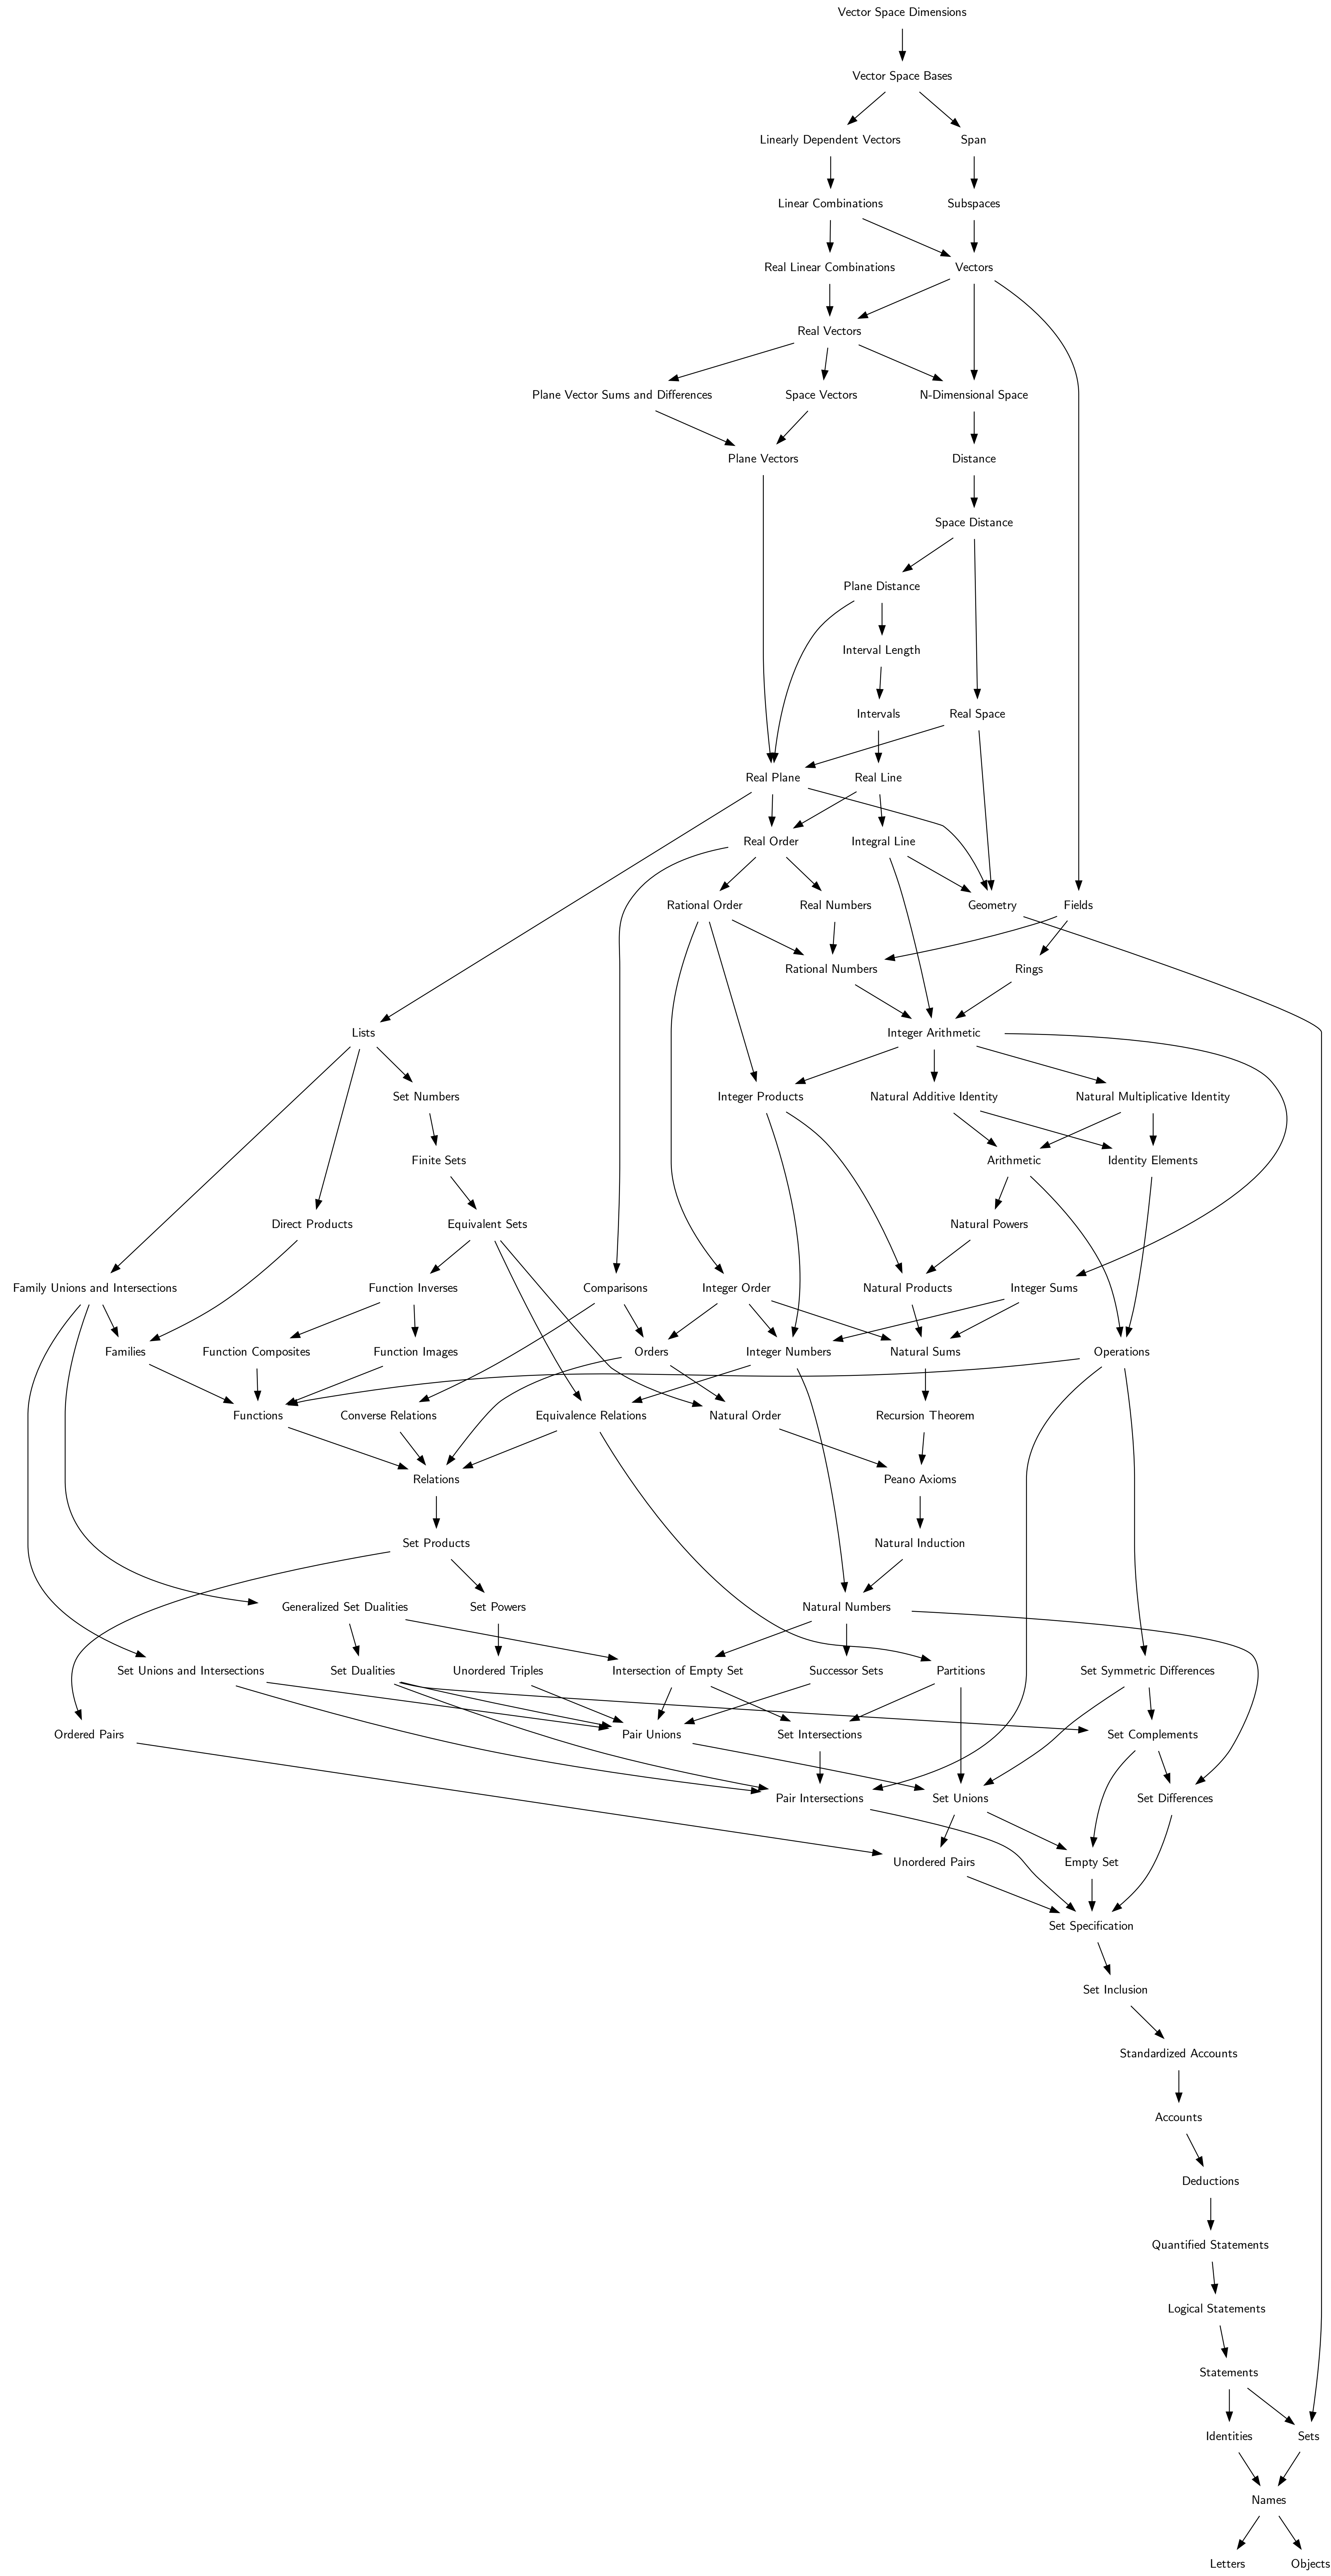 Vector Space Dimensions
Vector Space Bases
Linearly Dependent Vectors
Span
Linear Combinations
Subspaces
Real Linear Combinations
Vectors
Real Vectors
Plane Vector Sums and Differences
Space Vectors
N-Dimensional Space
Plane Vectors
Distance
Space Distance
Plane Distance
Interval Length
Intervals
Real Space
Real Plane
Real Line
Real Order
Integral Line
Rational Order
Real Numbers
Geometry
Fields
Rational Numbers
Rings
Lists
Integer Arithmetic
Set Numbers
Integer Products
Natural Additive Identity
Natural Multiplicative Identity
Finite Sets
Arithmetic
Identity Elements
Direct Products
Equivalent Sets
Natural Powers
Family Unions and Intersections
Function Inverses
Comparisons
Integer Order
Natural Products
Integer Sums
Families
Function Composites
Function Images
Orders
Integer Numbers
Natural Sums
Operations
Functions
Converse Relations
Equivalence Relations
Natural Order
Recursion Theorem
Relations
Peano Axioms
Set Products
Natural Induction
Generalized Set Dualities
Set Powers
Natural Numbers
Set Unions and Intersections
Set Dualities
Unordered Triples
Intersection of Empty Set
Successor Sets
Partitions
Set Symmetric Differences
Ordered Pairs
Pair Unions
Set Intersections
Set Complements
Pair Intersections
Set Unions
Set Differences
Unordered Pairs
Empty Set
Set Specification
Set Inclusion
Standardized Accounts
Accounts
Deductions
Quantified Statements
Logical Statements
Statements
Identities
Sets
Names
Letters
Objects